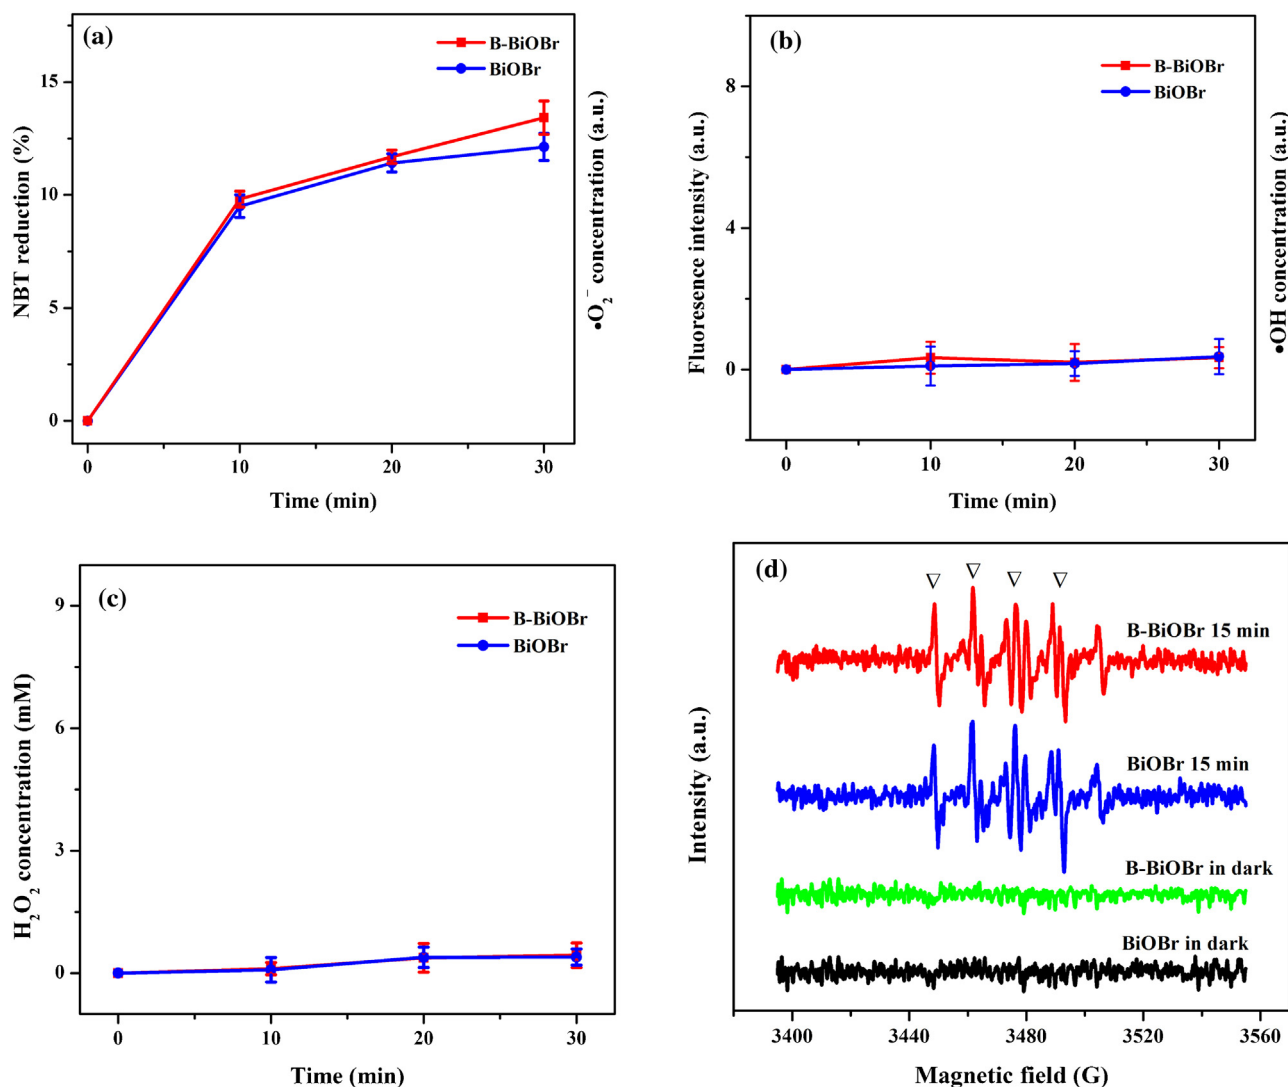 (a)
B-BiOBr
BiOBr
15
10
5
0
NBT reduction (%)
•O₂⁻ concentration (a.u.)
0 10 20 30
Time (min)
(b)
B-BiOBr
BiOBr
8
4
0
Fluoresence intensity (a.u.)
•OH concentration (a.u.)
0 10 20 30
Time (min)
(c)
B-BiOBr
BiOBr
9
6
3
0
H₂O₂ concentration (mM)
0 10 20 30
Time (min)
(d)
▽ ▽ ▽ ▽
B-BiOBr 15 min
BiOBr 15 min
B-BiOBr in dark
BiOBr in dark
Intensity (a.u.)
3400 3440 3480 3520 3560
Magnetic field (G)